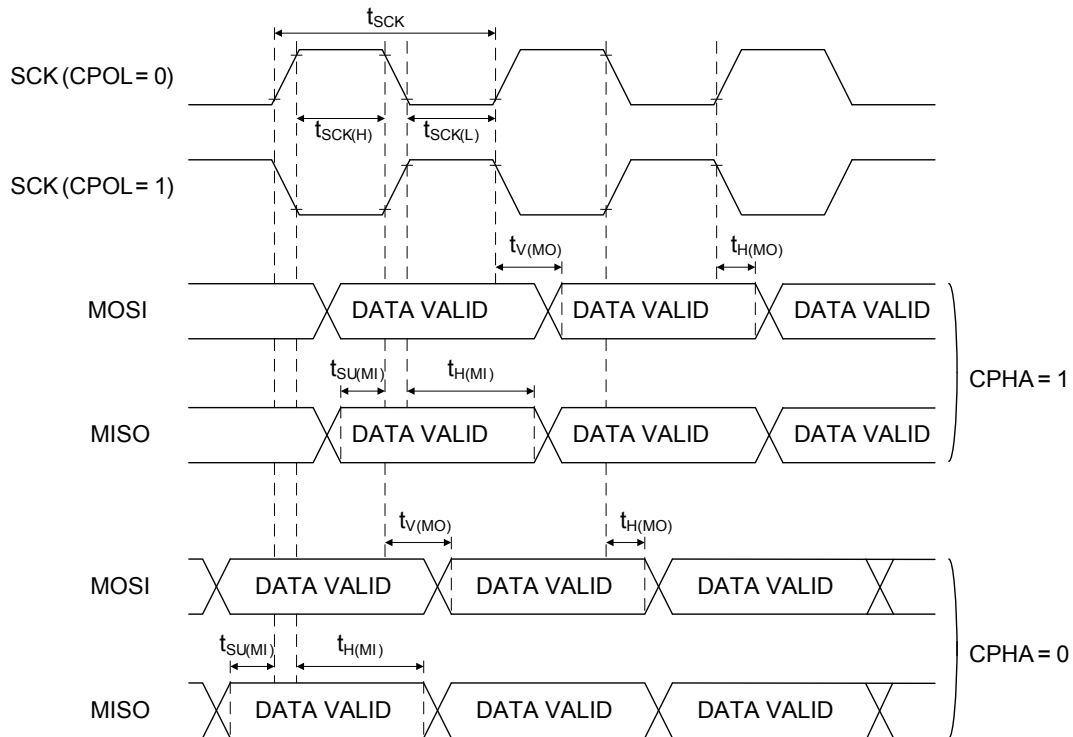 tSCK
SCK (CPOL = 0)
tSCK(H) tSCK(L)
SCK (CPOL = 1)
tV(MO) tH(MO)
MOSI DATA VALID DATA VALID DATA VALID
tSU(MI) tH(MI)
CPHA = 1
MISO DATA VALID DATA VALID DATA VALID
tV(MO) tH(MO)
MOSI DATA VALID DATA VALID DATA VALID
tSU(MI) tH(MI)
CPHA = 0
MISO DATA VALID DATA VALID DATA VALID